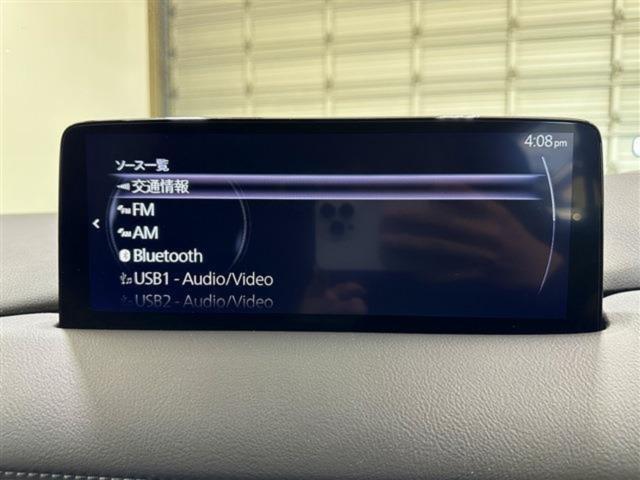 4:08pm
ソース一覧
交通情報
FM
AM
Bluetooth
USB1 - Audio/Video
USB2 - Audio/Video